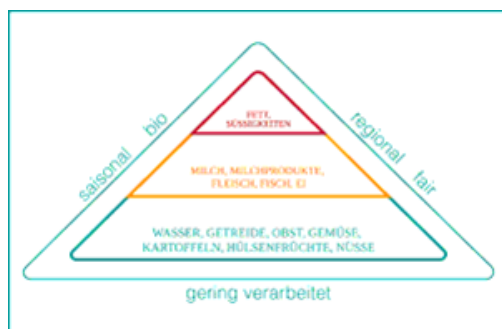 saisonal bio
regional fair
FETT,
SÜSSIGKEITEN
MILCH, MILCHPRODUKTE,
FLEISCH, FISCH, EI
WASSER, GETREIDE, OBST, GEMÜSE,
KARTOFFELN, HÜLSENFRÜCHTE, NÜSSE
gering verarbeitet